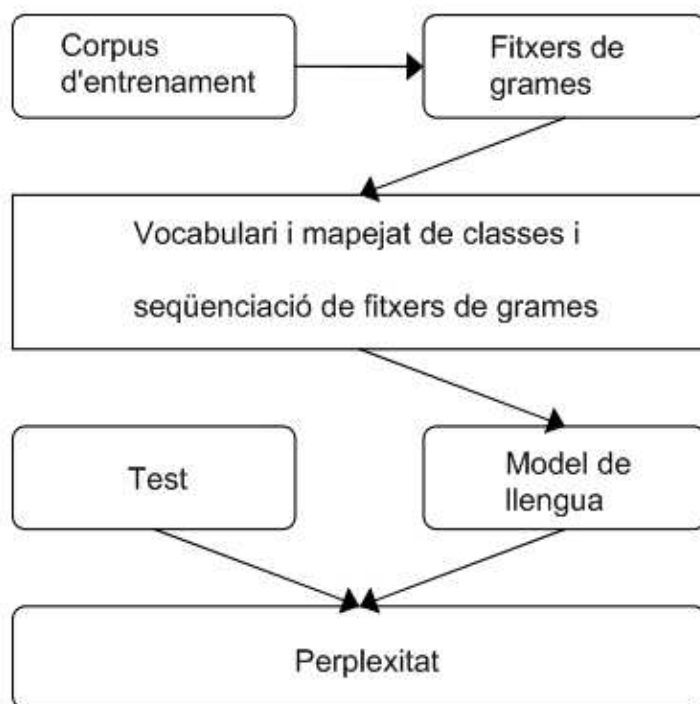 Corpus
d'entrenament
Fitxers de
grames
Vocabulari i mapejat de classes i
seqüenciació de fitxers de grames
Test
Model de
llengua
Perplexitat